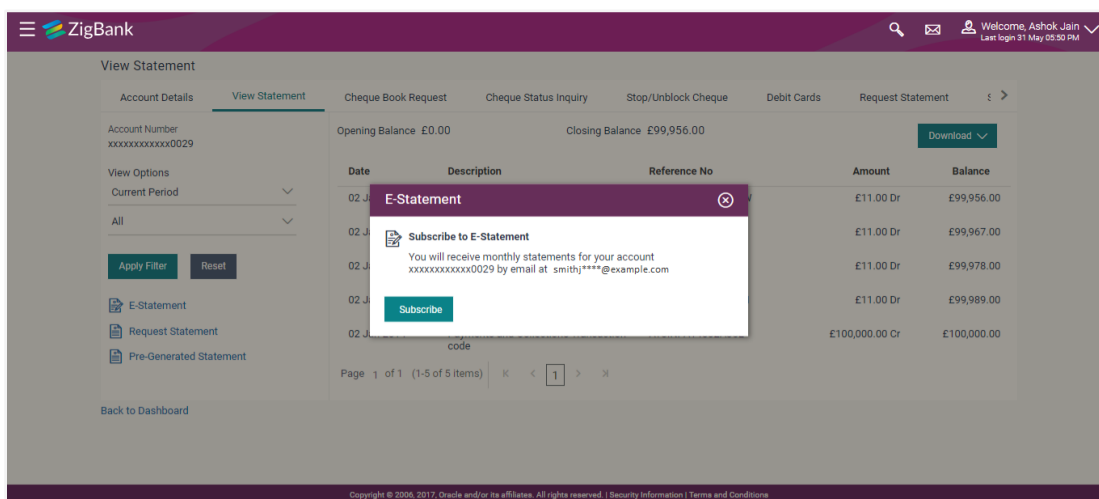 ZigBank
Welcome, Ashok Jain
Last login 31 May 05:50 PM
View Statement
Account Details
View Statement
Cheque Book Request
Cheque Status Inquiry
Stop/Unblock Cheque
Debit Cards
Request Statement
Account Number
xxxxxxxxxxxx0029
View Options
Current Period
All
Apply Filter
Reset
E-Statement
Request Statement
Pre-Generated Statement
Opening Balance £0.00
Closing Balance £99,956.00
Download
Date Description Reference No Amount Balance
02 £11.00 Dr £99,956.00
02 £11.00 Dr £99,967.00
02 £11.00 Dr £99,978.00
02 £11.00 Dr £99,989.00
02 £100,000.00 Cr £100,000.00
code
E-Statement
Subscribe to E-Statement
You will receive monthly statements for your account
xxxxxxxxxxxx0029 by email at smithj****@example.com
Subscribe
Page 1 of 1 (1-5 of 5 items) K < 1 > Ʞ
Back to Dashboard
Copyright © 2006, 2017, Oracle and/or its affiliates. All rights reserved. | Security Information | Terms and Conditions